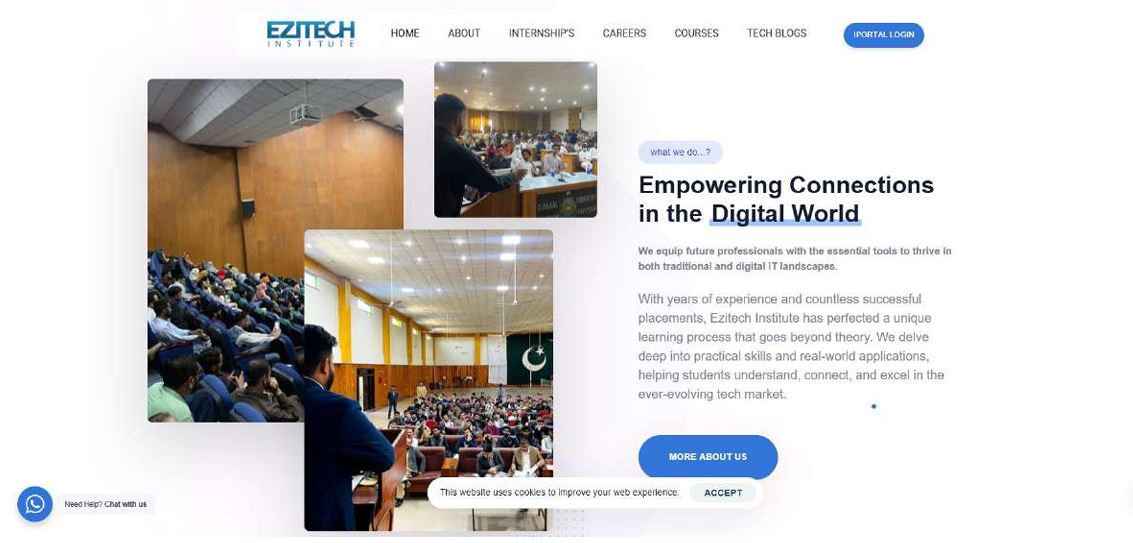 EZITECH
INSTITUTE
HOME
ABOUT
INTERNSHIP'S
CAREERS
COURSES
TECH BLOGS
IPORTAL LOGIN
what we do...?
Empowering Connections
in the Digital World
We equip future professionals with the essential tools to thrive in
both traditional and digital IT landscapes.
With years of experience and countless successful
placements, Ezitech Institute has perfected a unique
learning process that goes beyond theory. We delve
deep into practical skills and real-world applications,
helping students understand, connect, and excel in the
ever-evolving tech market.
MORE ABOUT US
This website uses cookies to improve your web experience.
ACCEPT
Need Help? Chat with us